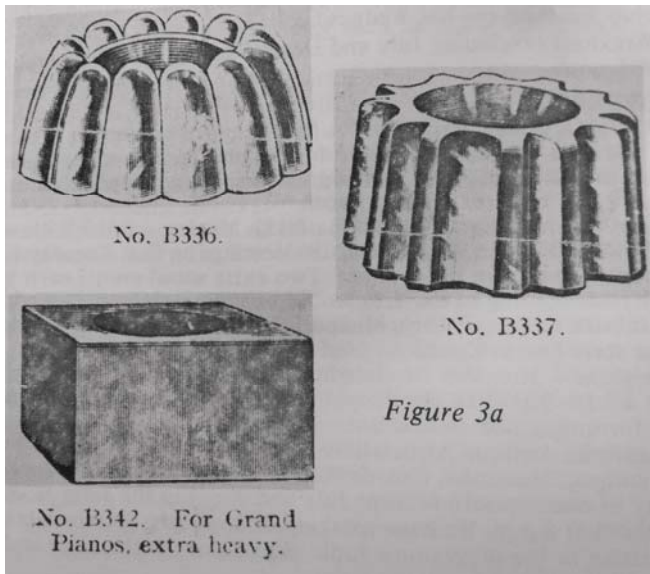 No. B336.
No. B337.
Figure 3a
No. B342. For Grand
Pianos, extra heavy.